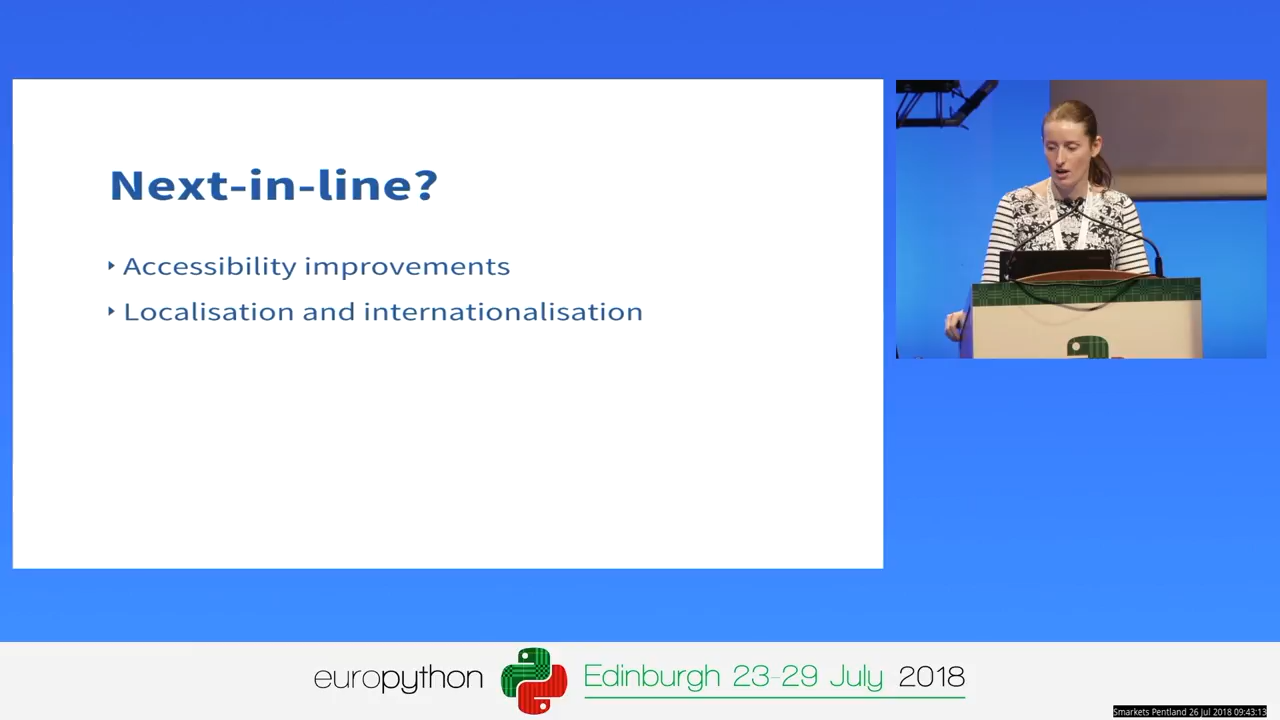 Next-in-line?
‣ Accessibility improvements
‣ Localisation and internationalisation
europython Edinburgh 23-29 July 2018
Smarkets Pentland 26 Jul 2018 09:43:13